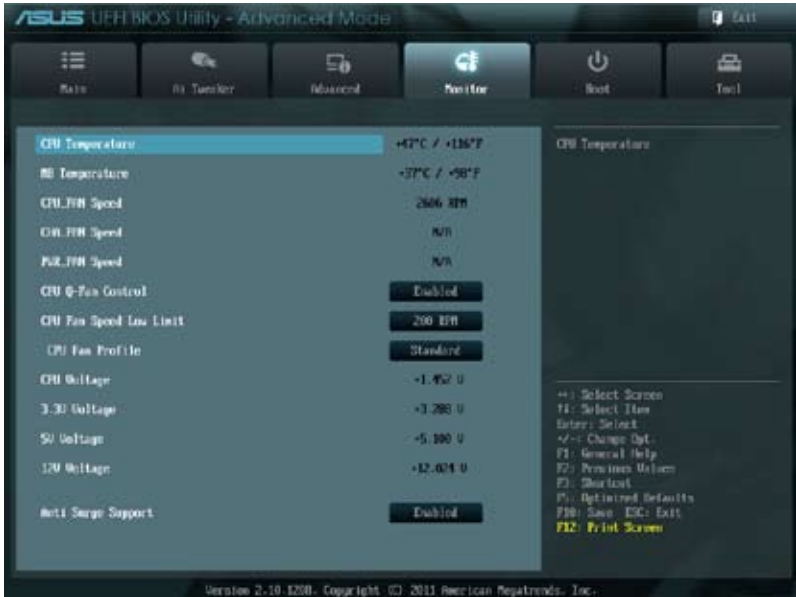 ASUS UEFI BIOS Utility - Advanced Mode
Exit
Main
Ai Tweaker
Advanced
Monitor
Boot
Tool
CPU Temperature +47°C / +116°F
MB Temperature +37°C / +98°F
CPU_FAN Speed 2606 RPM
CHA_FAN Speed N/A
PWR_FAN Speed N/A
CPU Q-Fan Control Enabled
CPU Fan Speed Low Limit 200 RPM
CPU Fan Profile Standard
CPU Voltage +1.452 V
3.3V Voltage +3.288 V
5V Voltage +5.100 V
12V Voltage +12.024 V
Anti Surge Support Enabled
CPU Temperature
→←: Select Screen
↑↓: Select Item
Enter: Select
+/-: Change Opt.
F1: General Help
F2: Previous Values
F3: Shortcut
F5: Optimized Defaults
F10: Save ESC: Exit
F12: Print Screen
Version 2.10.1208. Copyright (C) 2011 American Megatrends, Inc.